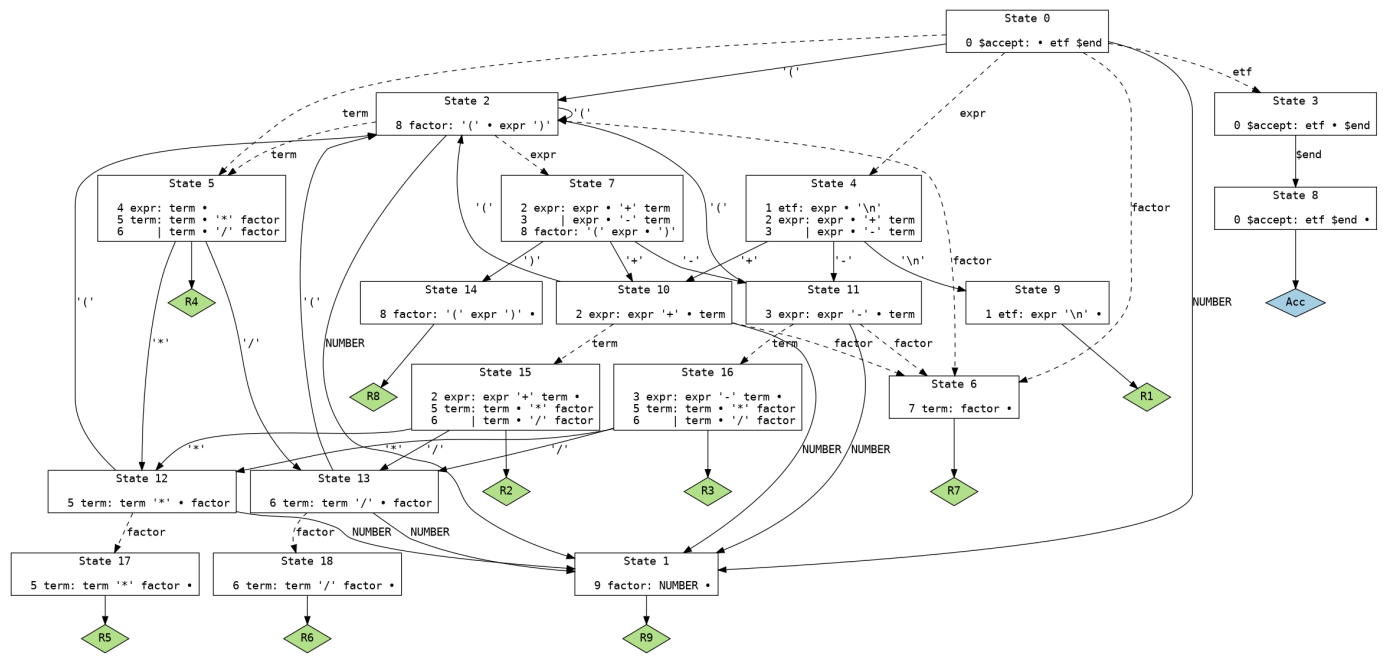 State 0
0 $accept: • etf $end
'('
etf
State 2
8 factor: '(' • expr ')'
'('
State 3
0 $accept: etf • $end
term
expr
term
expr
$end
State 5
4 expr: term •
5 term: term • '*' factor
6 | term • '/' factor
State 7
2 expr: expr • '+' term
3 | expr • '-' term
8 factor: '(' expr • ')'
State 4
1 etf: expr • '\n'
2 expr: expr • '+' term
3 | expr • '-' term
State 8
0 $accept: etf $end •
'('
'('
factor
')'
'+'
'-'
'+'
'-'
'\n'
factor
R4
State 14
8 factor: '(' expr ')' •
State 10
2 expr: expr '+' • term
State 11
3 expr: expr '-' • term
State 9
1 etf: expr '\n' •
Acc
'('
'('
NUMBER
'*'
'/'
NUMBER
term
term
factor
factor
R8
State 15
2 expr: expr '+' term •
5 term: term • '*' factor
6 | term • '/' factor
State 16
3 expr: expr '-' term •
5 term: term • '*' factor
6 | term • '/' factor
State 6
7 term: factor •
R1
'*'
'/'
'*'
'/'
NUMBER
NUMBER
State 12
5 term: term '*' • factor
State 13
6 term: term '/' • factor
R2
R3
R7
factor
factor
NUMBER
NUMBER
State 17
5 term: term '*' factor •
State 18
6 term: term '/' factor •
State 1
9 factor: NUMBER •
R5
R6
R9